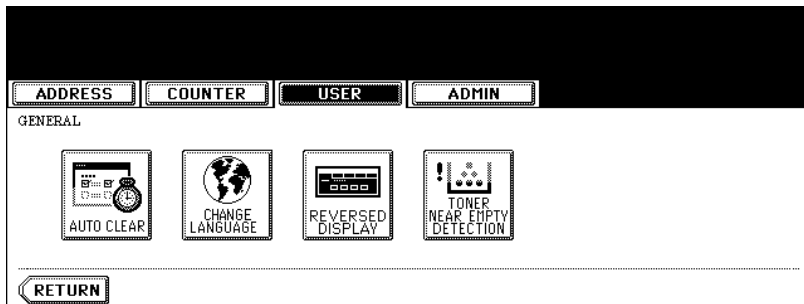 ADDRESS COUNTER USER ADMIN
GENERAL
AUTO CLEAR
CHANGE
LANGUAGE
REVERSED
DISPLAY
TONER
NEAR EMPTY
DETECTION
RETURN